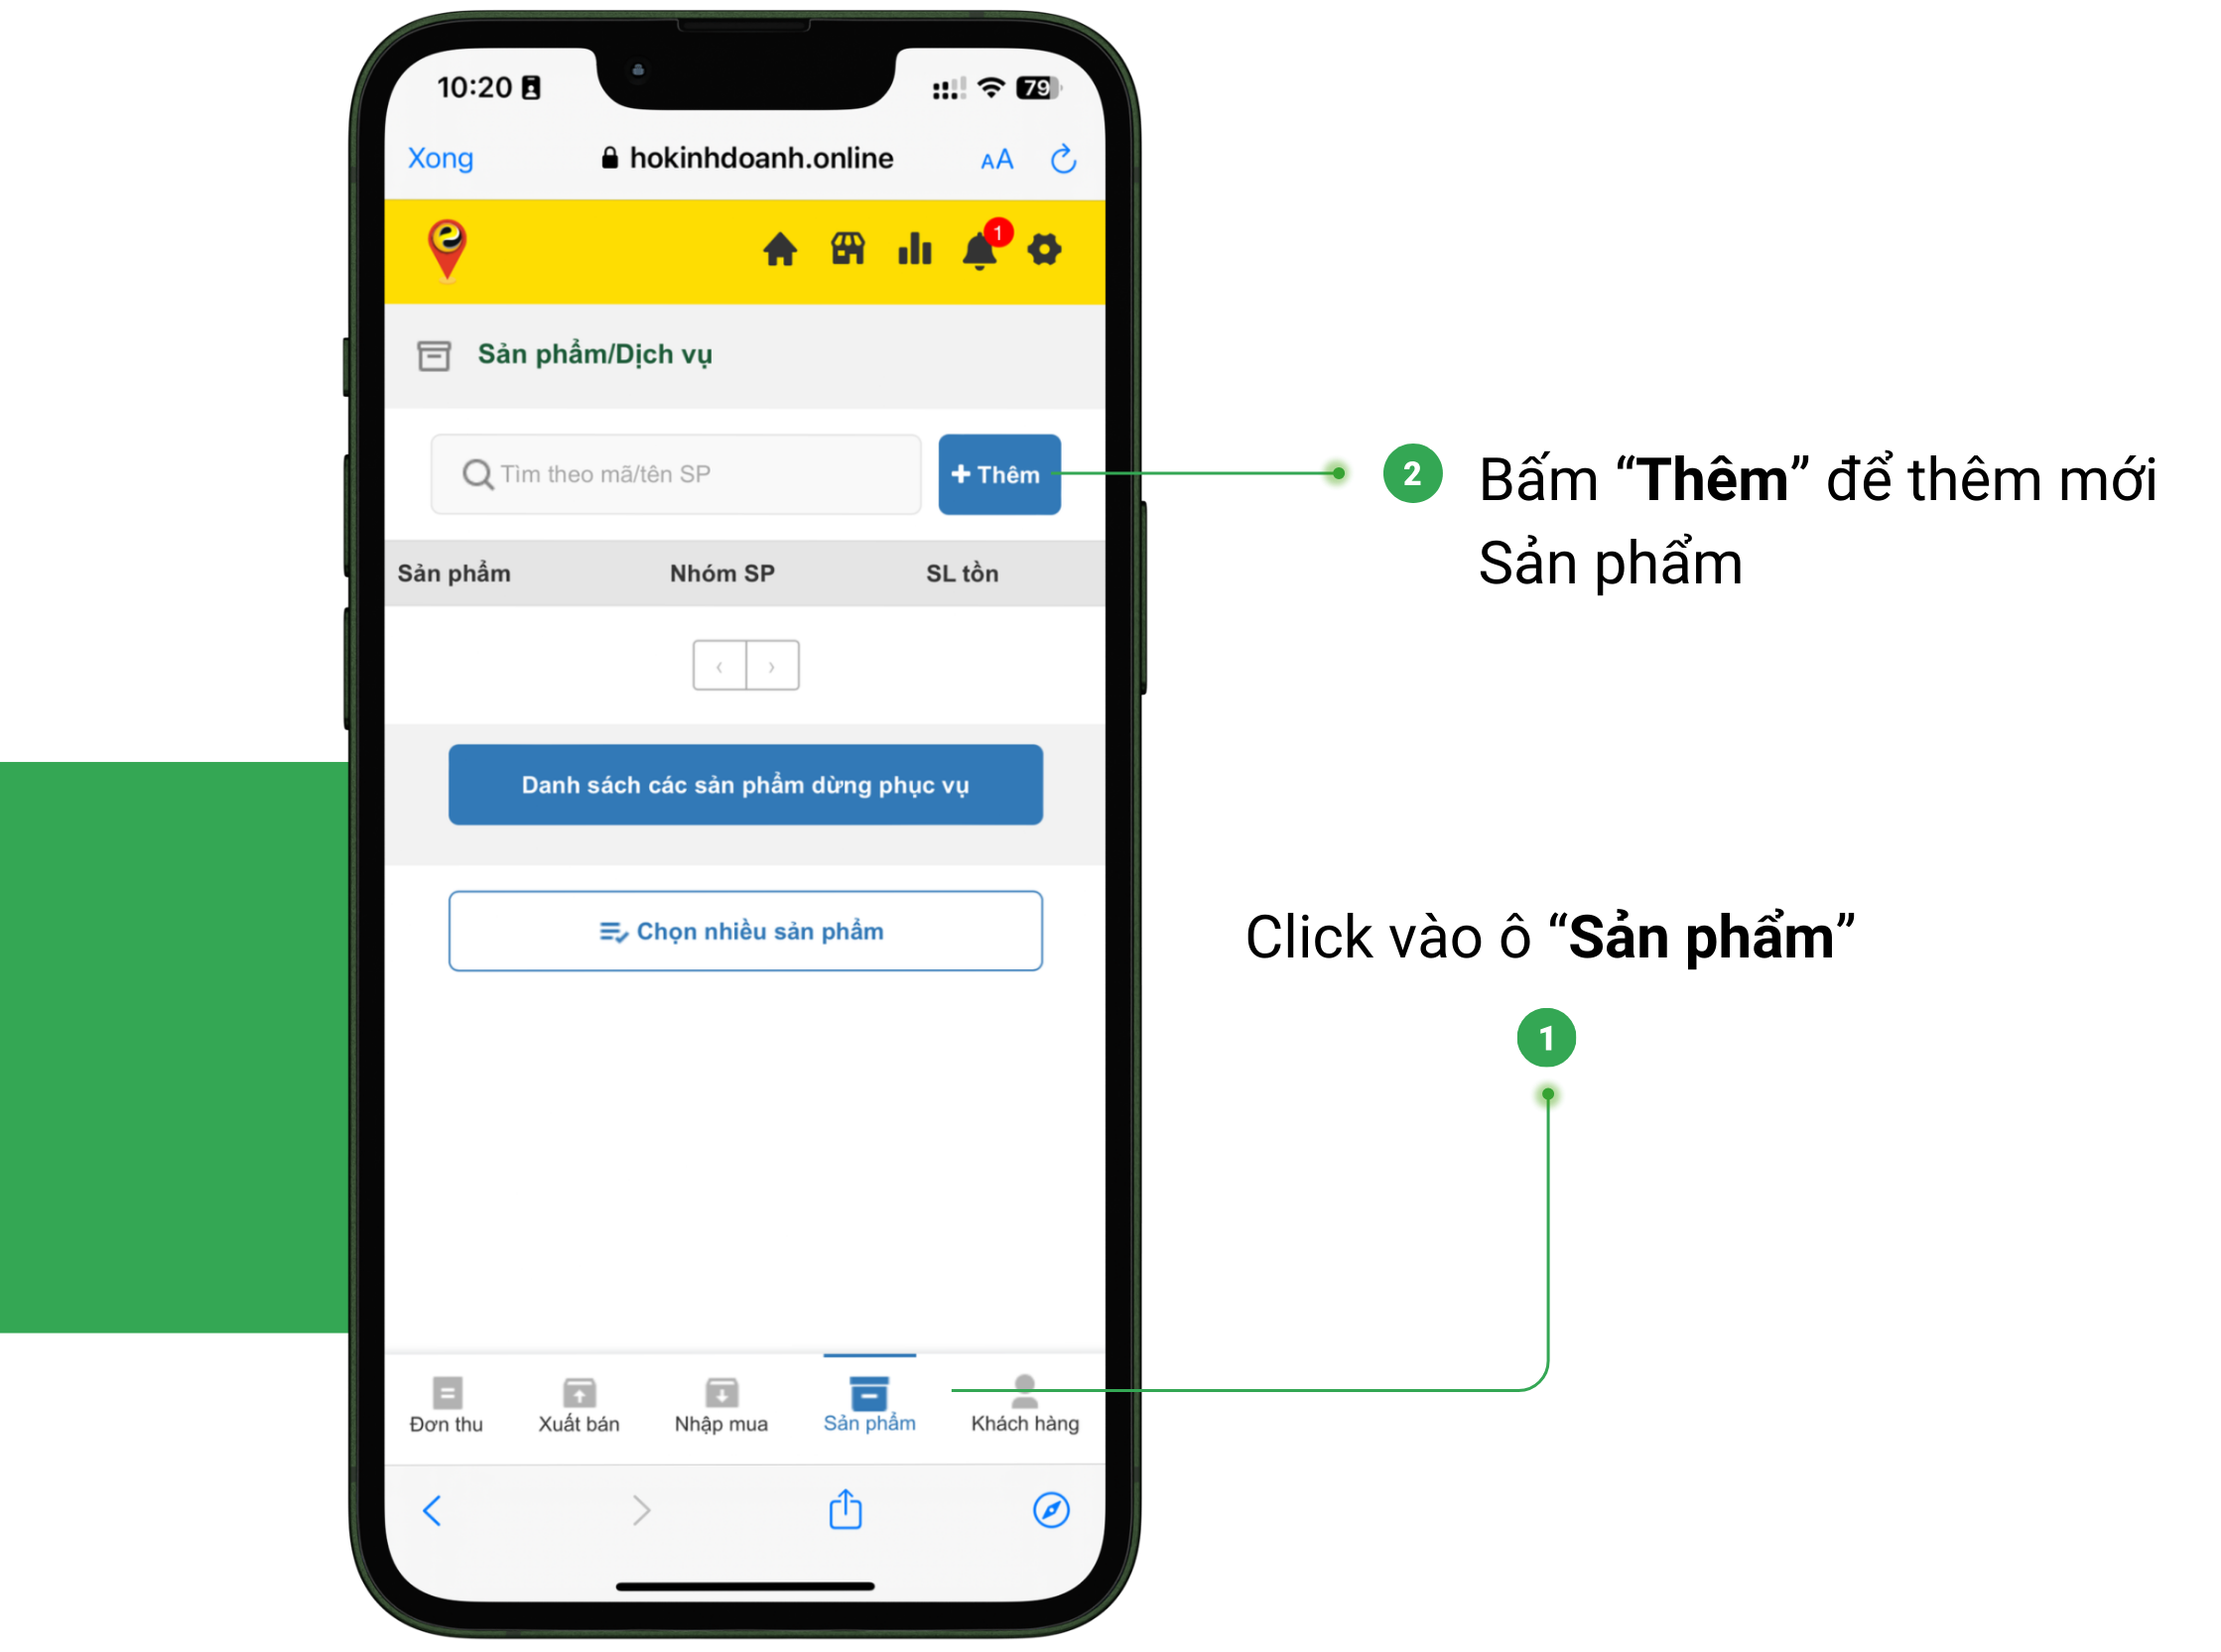 10:20
79
Xong
hokinhdoanh.online
AA
1
Sản phẩm/Dịch vụ
Tìm theo mã/tên SP
+ Thêm
2 Bấm “Thêm” để thêm mới
Sản phẩm
Sản phẩm Nhóm SP SL tồn
Danh sách các sản phẩm dừng phục vụ
Chọn nhiều sản phẩm
Click vào ô “Sản phẩm”
1
Đơn thu Xuất bán Nhập mua Sản phẩm Khách hàng